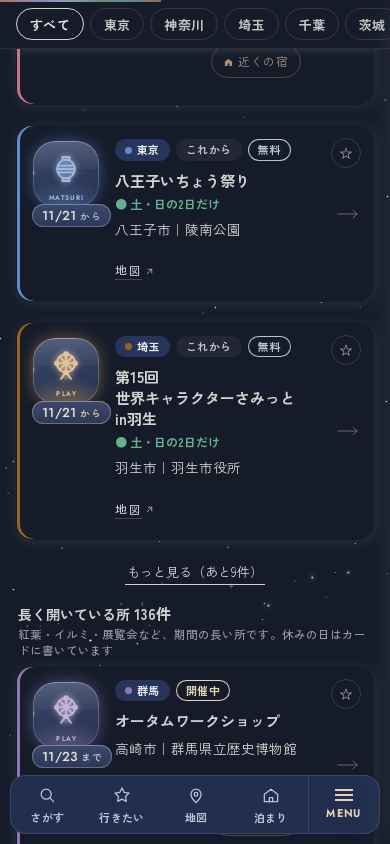 すべて 東京 神奈川 埼玉 千葉 茨城
近くの宿
東京 これから 無料
MATSURI
八王子いちょう祭り
11/21 から
土・日の2日だけ
八王子市｜陵南公園
地図
埼玉 これから 無料
PLAY
第15回
世界キャラクターさみっと
in羽生
11/21 から
土・日の2日だけ
羽生市｜羽生市役所
地図
もっと見る（あと9件）
長く開いている所 136件
紅葉・イルミ・展覧会など、期間の長い所です。休みの日はカー
ドに書いています
群馬 開催中
PLAY
オータムワークショップ
11/23 まで
高崎市｜群馬県立歴史博物館
さがす 行きたい 地図 泊まり MENU